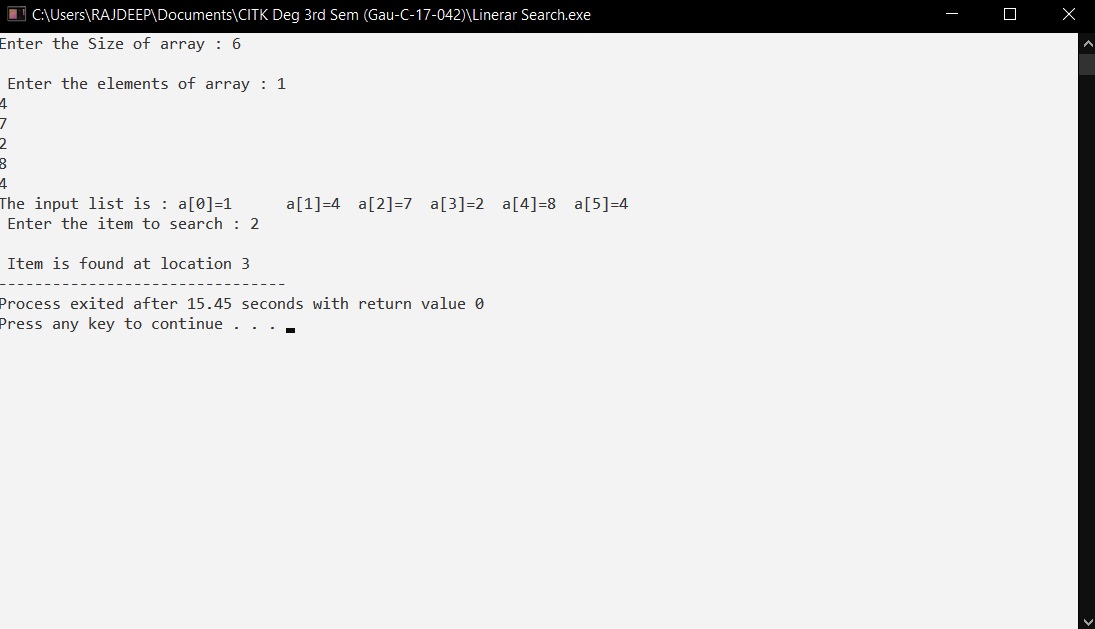 C:\Users\RAJDEEP\Documents\CITK Deg 3rd Sem (Gau-C-17-042)\Linerar Search.exe
Enter the Size of array : 6
Enter the elements of array : 1
4
7
2
8
4
The input list is : a[0]=1      a[1]=4  a[2]=7  a[3]=2  a[4]=8  a[5]=4
Enter the item to search : 2
Item is found at location 3
--------------------------------
Process exited after 15.45 seconds with return value 0
Press any key to continue . . .